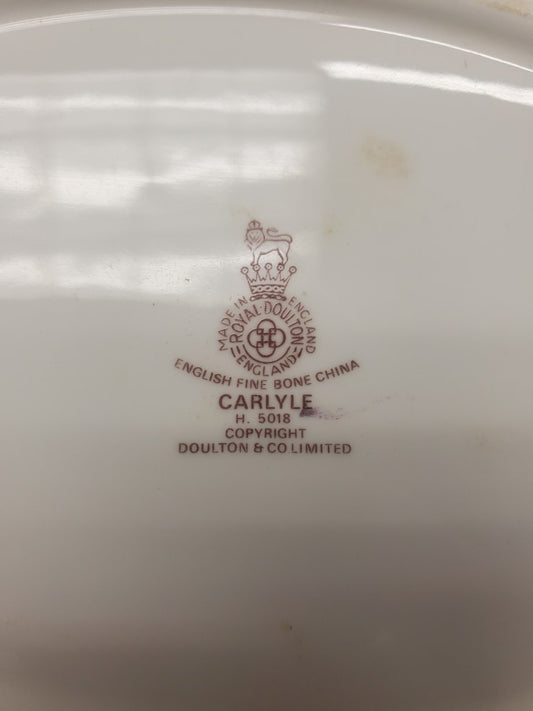 MADE IN ENGLAND
ROYAL·DOULTON
ENGLAND
ENGLISH FINE BONE CHINA
CARLYLE
H. 5018
COPYRIGHT
DOULTON & CO LIMITED